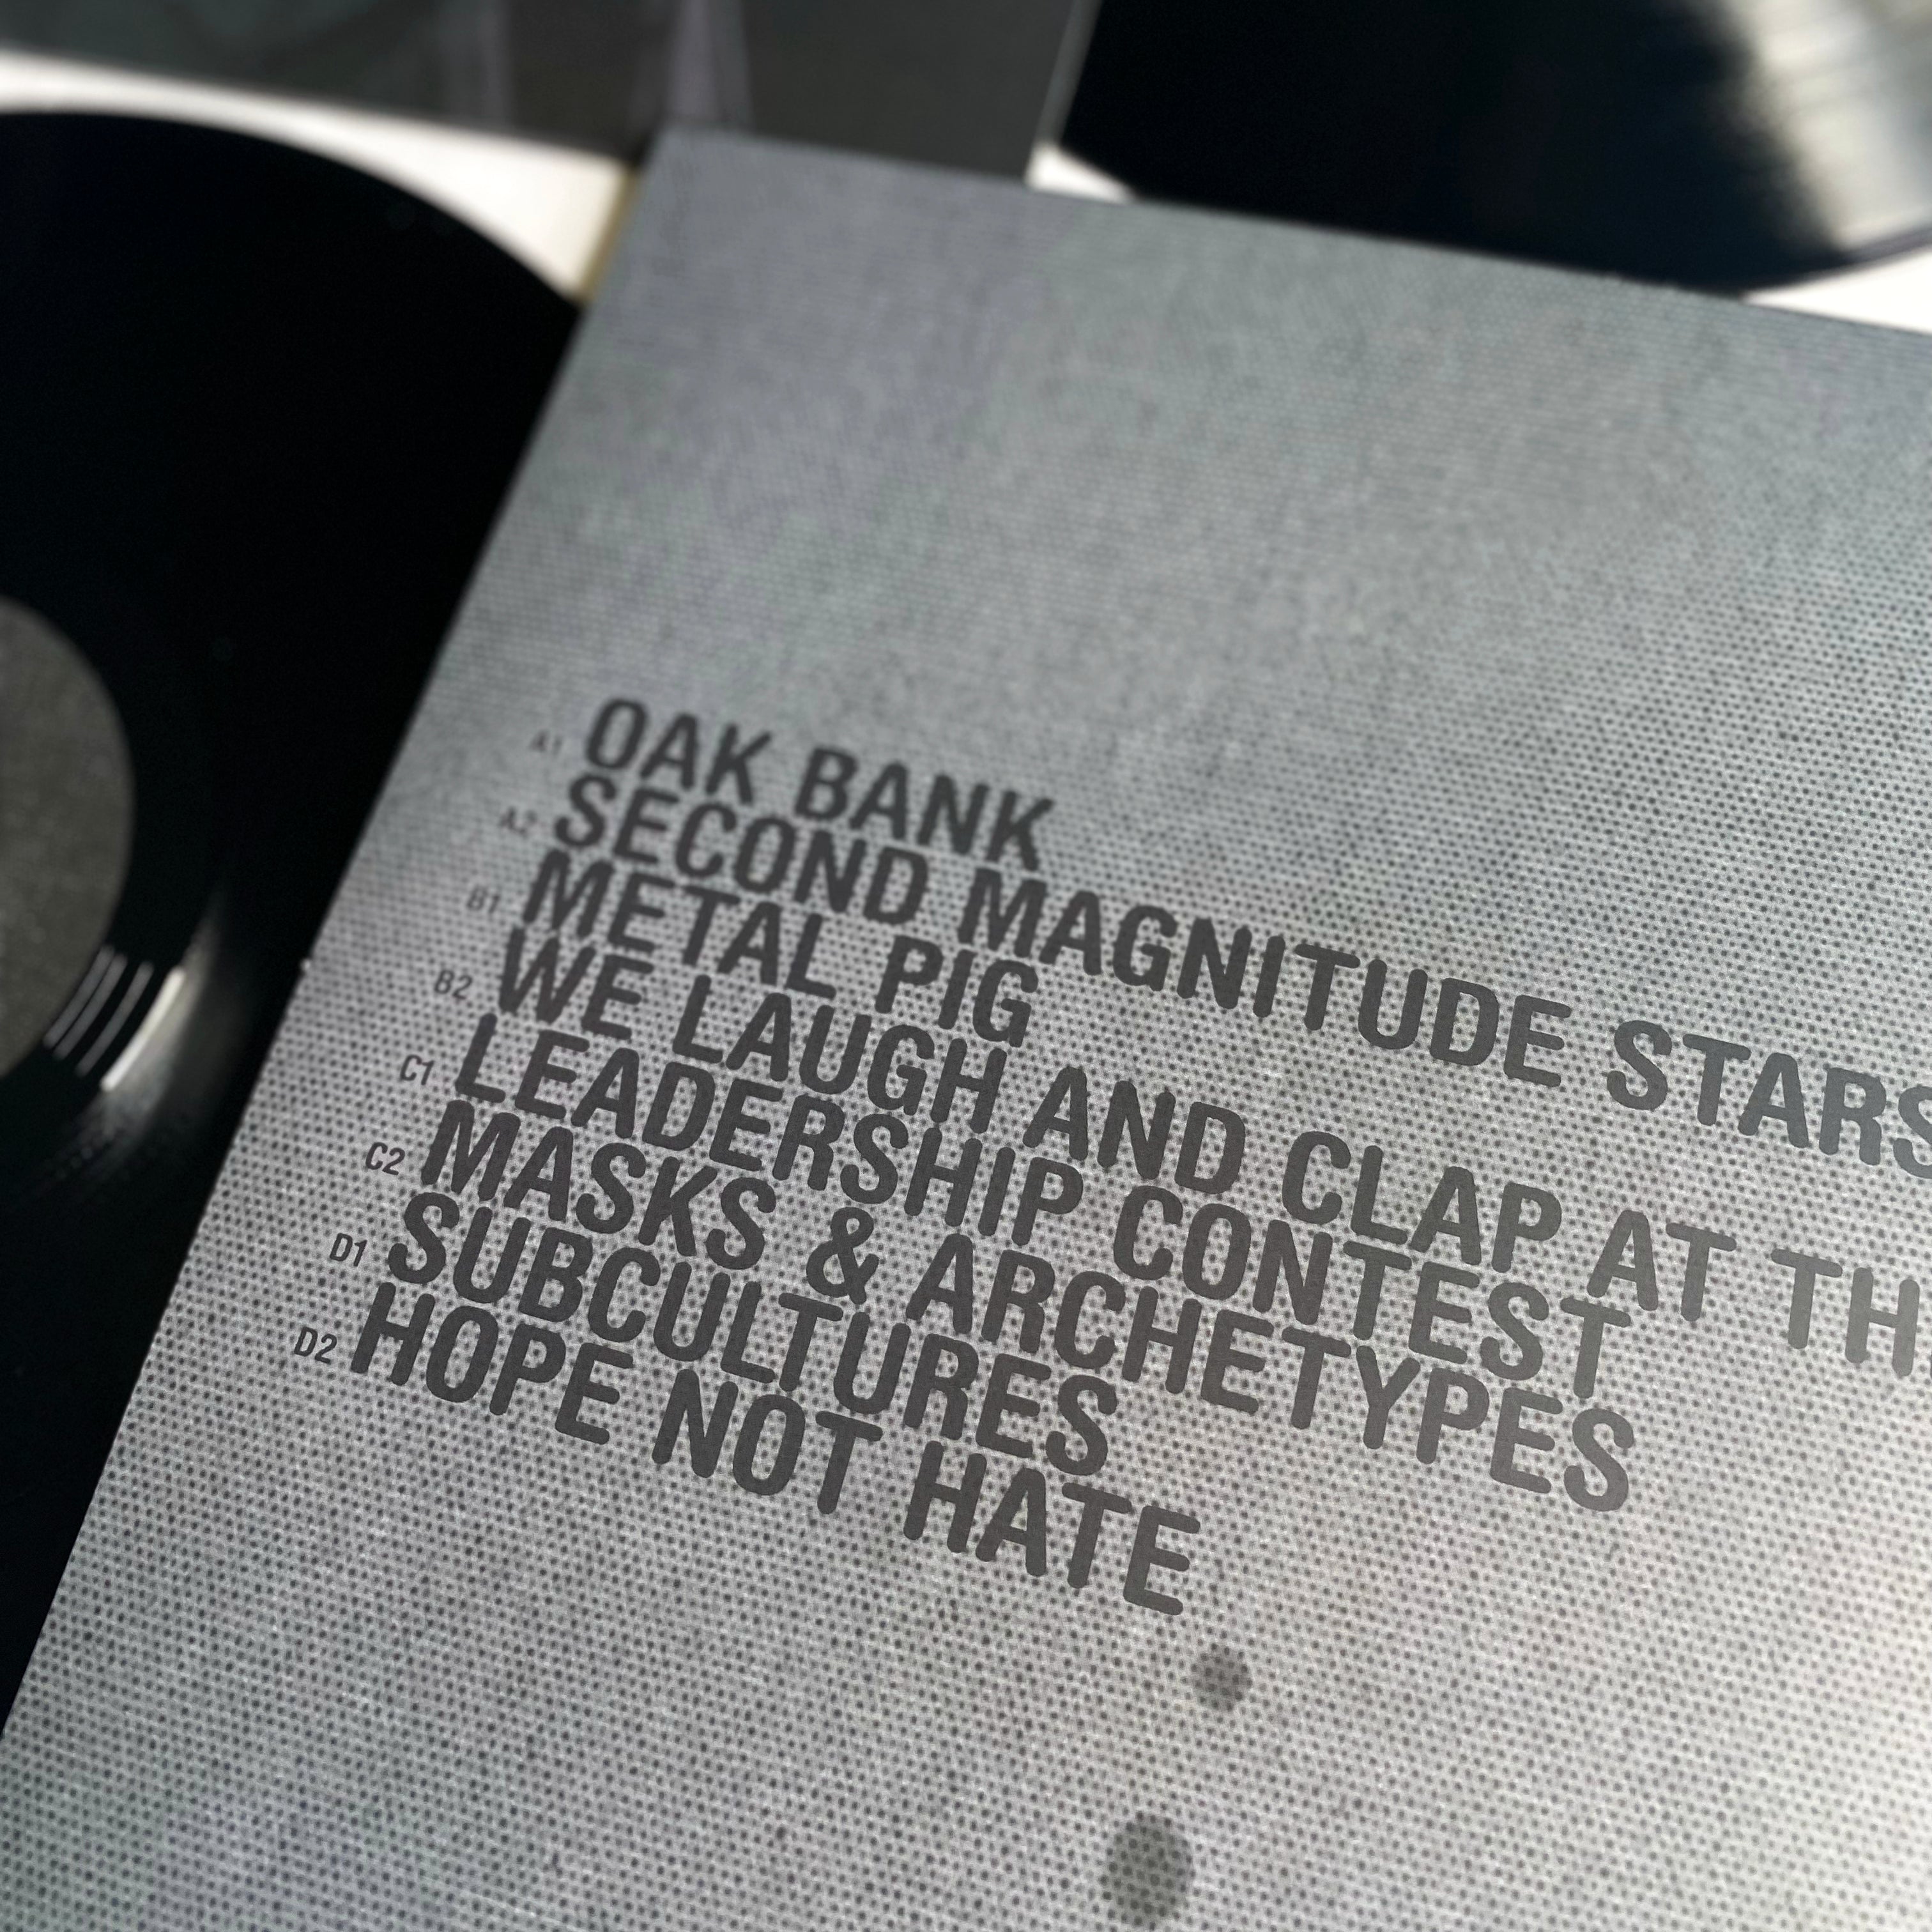 A1 OAK BANK
A2 SECOND MAGNITUDE STARS
B1 METAL PIG
B2 WE LAUGH AND CLAP AT TH
C1 LEADERSHIP CONTEST
C2 MASKS & ARCHETYPES
D1 SUBCULTURES
D2 HOPE NOT HATE